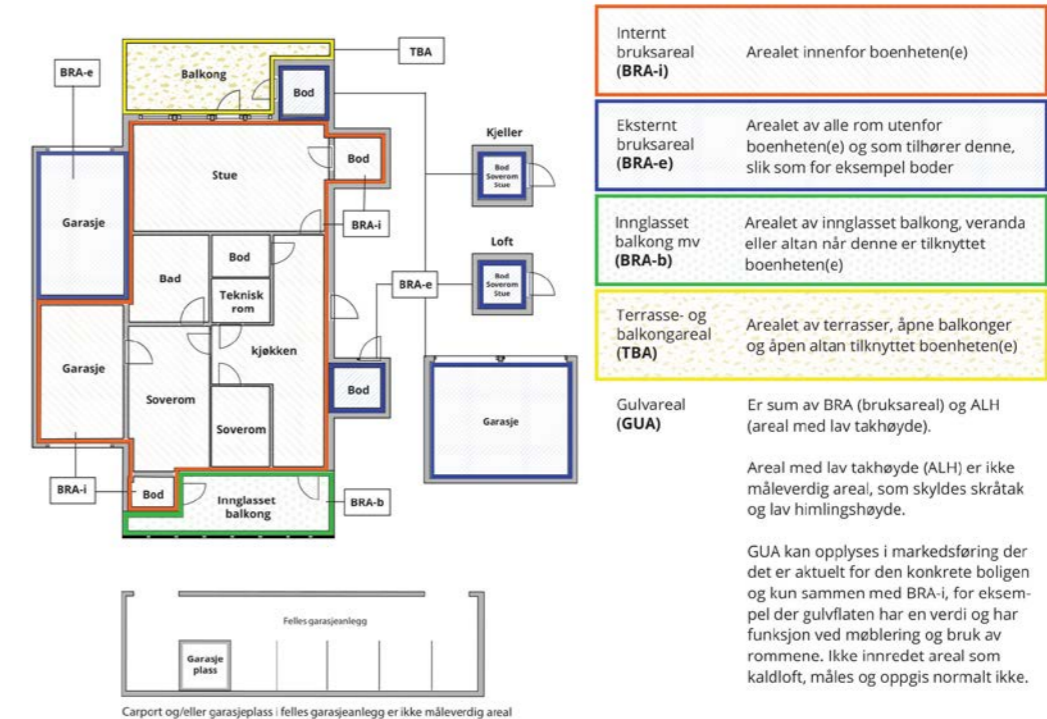 TBA
BRA-e
Balkong
Bod
Kjeller
Bod
Soverom
Stue
Bod
Stue
BRA-i
Garasje
Loft
Bod
Soverom
Stue
Bod
Bad
BRA-e
Teknisk
rom
kjøkken
Garasje
Bod
Soverom
Garasje
Soverom
BRA-i
Bod
Innglasset
balkong
BRA-b
Felles garasjeanlegg
Garasje
plass
Carport og/eller garasjeplass i felles garasjeanlegg er ikke måleverdig areal
Internt
bruksareal
(BRA-i)
Arealet innenfor boenheten(e)
Eksternt
bruksareal
(BRA-e)
Arealet av alle rom utenfor
boenheten(e) og som tilhører denne,
slik som for eksempel boder
Innglasset
balkong mv
(BRA-b)
Arealet av innglasset balkong, veranda
eller altan når denne er tilknyttet
boenheten(e)
Terrasse- og
balkongareal
(TBA)
Arealet av terrasser, åpne balkonger
og åpen altan tilknyttet boenheten(e)
Gulvareal
(GUA)
Er sum av BRA (bruksareal) og ALH
(areal med lav takhøyde).
Areal med lav takhøyde (ALH) er ikke
måleverdig areal, som skyldes skråtak
og lav himlingshøyde.
GUA kan opplyses i markedsføring der
det er aktuelt for den konkrete boligen
og kun sammen med BRA-i, for eksem-
pel der gulvflaten har en verdi og har
funksjon ved møblering og bruk av
rommene. Ikke innredet areal som
kaldloft, måles og oppgis normalt ikke.